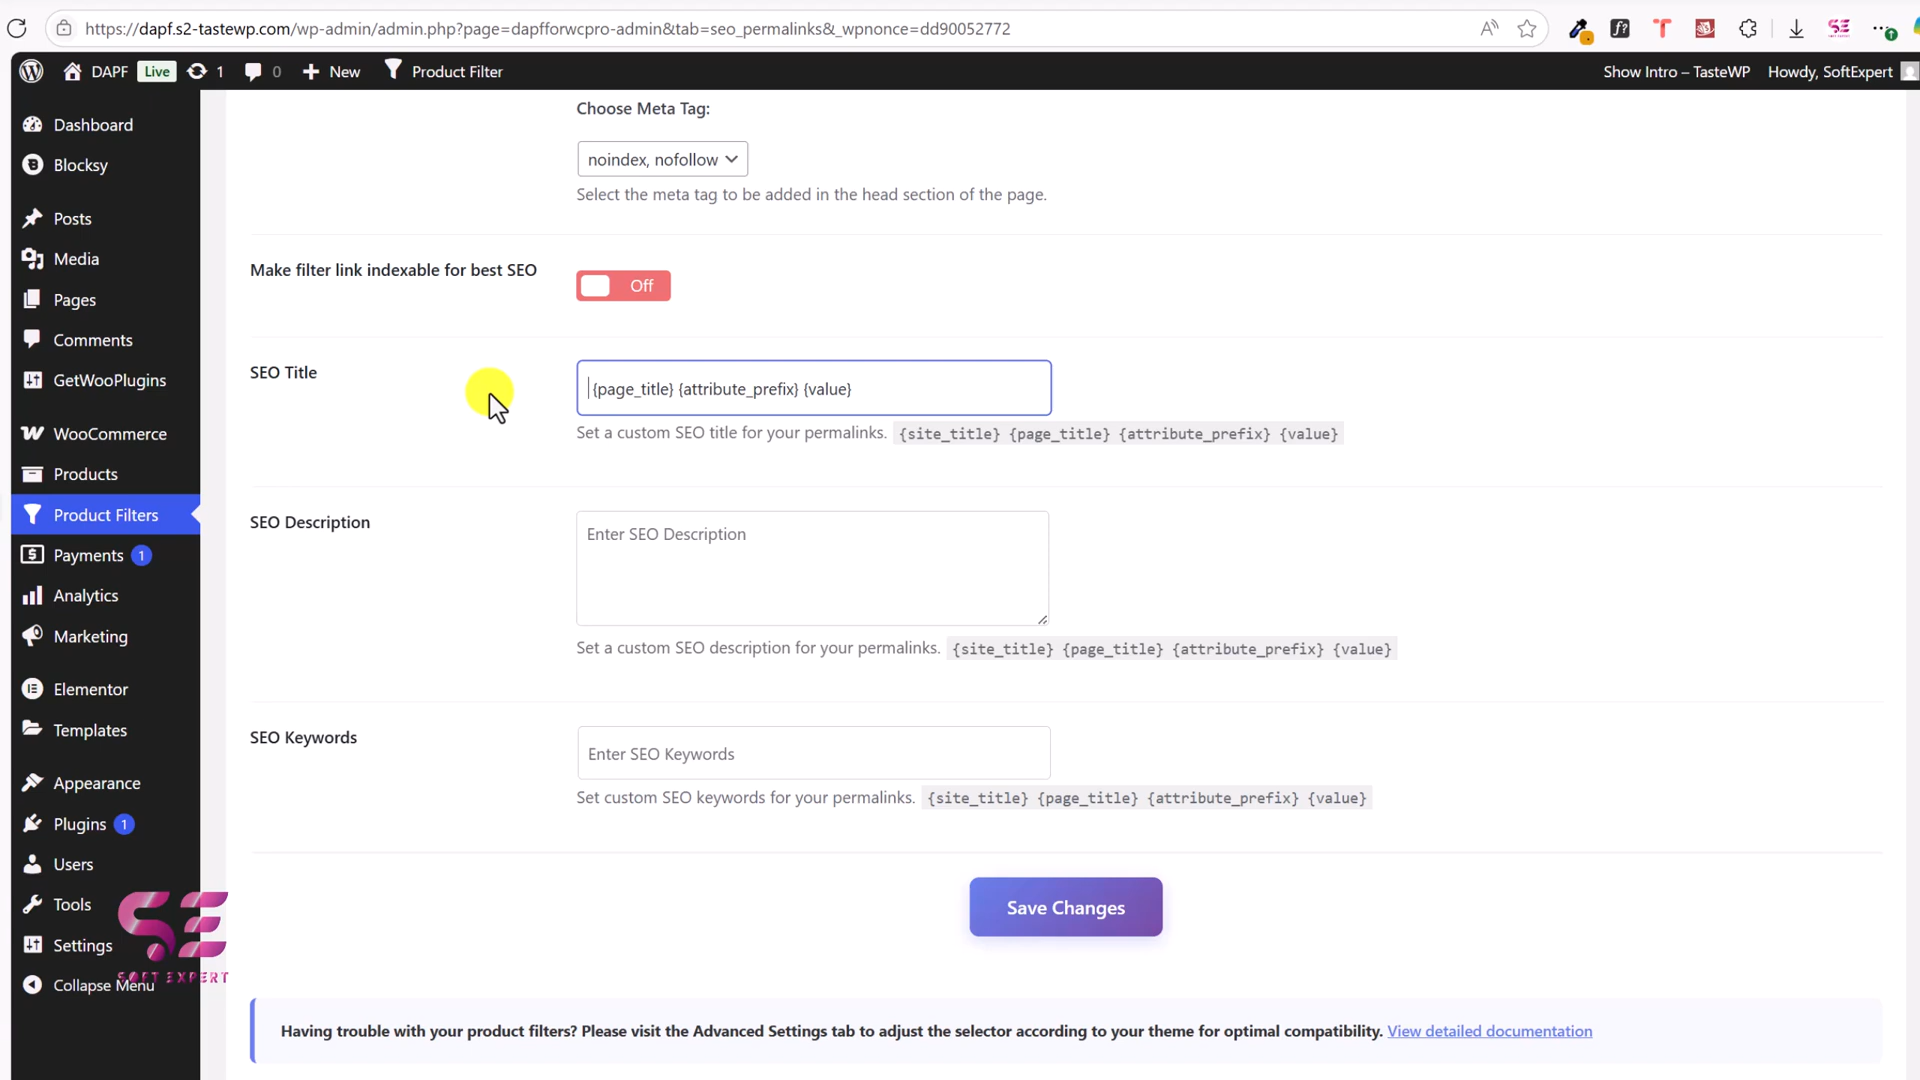 https://dapf.s2-tastewp.com/wp-admin/admin.php?page=dapfforwcpro-admin&tab=seo_permalinks&_wpnonce=dd90052772
DAPF Live 1 0 New Product Filter Show Intro – TasteWP Howdy, SoftExpert
Dashboard
Blocksy
Posts
Media
Pages
Comments
GetWooPlugins
WooCommerce
Products
Product Filters
Payments 1
Analytics
Marketing
Elementor
Templates
Appearance
Plugins 1
Users
Tools
Settings
Collapse Menu
SE
SOFT EXPERT
Choose Meta Tag:
noindex, nofollow
Select the meta tag to be added in the head section of the page.
Make filter link indexable for best SEO
Off
SEO Title
{page_title} {attribute_prefix} {value}
Set a custom SEO title for your permalinks. {site_title} {page_title} {attribute_prefix} {value}
SEO Description
Enter SEO Description
Set a custom SEO description for your permalinks. {site_title} {page_title} {attribute_prefix} {value}
SEO Keywords
Enter SEO Keywords
Set custom SEO keywords for your permalinks. {site_title} {page_title} {attribute_prefix} {value}
Save Changes
Having trouble with your product filters? Please visit the Advanced Settings tab to adjust the selector according to your theme for optimal compatibility. View detailed documentation